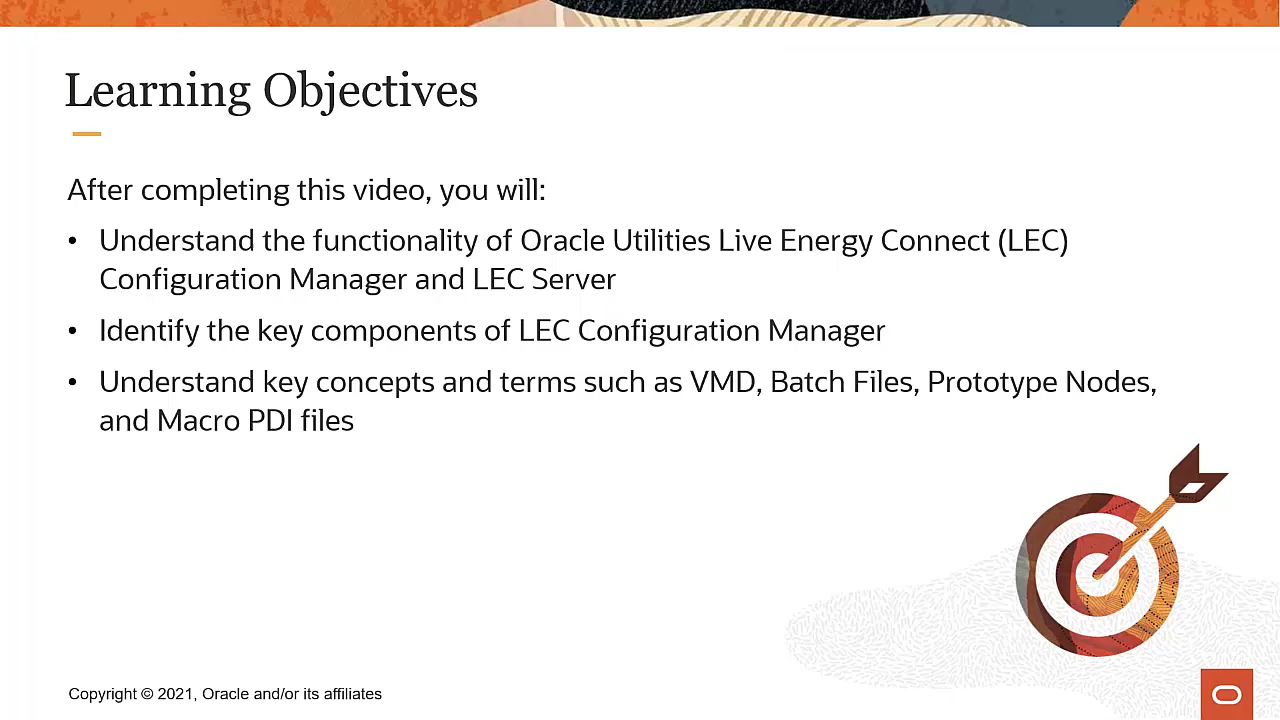 Learning Objectives
After completing this video, you will:
• Understand the functionality of Oracle Utilities Live Energy Connect (LEC)
Configuration Manager and LEC Server
• Identify the key components of LEC Configuration Manager
• Understand key concepts and terms such as VMD, Batch Files, Prototype Nodes,
and Macro PDI files
Copyright © 2021, Oracle and/or its affiliates